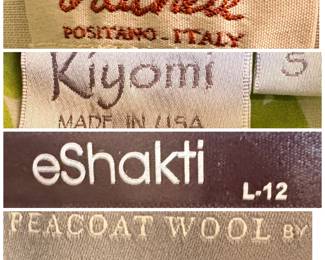 POSITANO-ITALY
Kiyomi
S
MADE IN USA
eShakti
L-12
PEACOAT WOOL BY